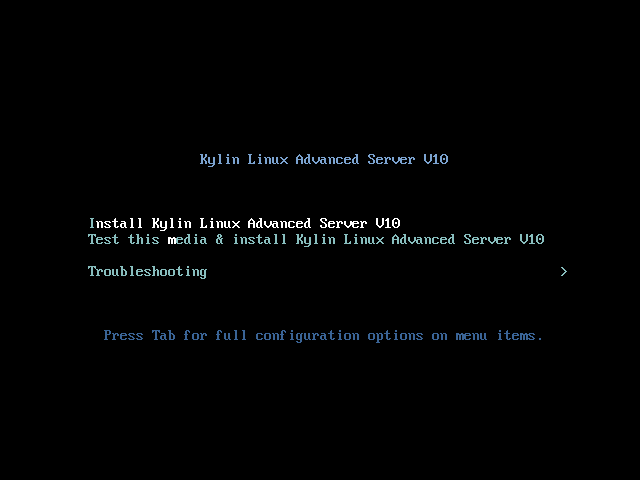 Kylin Linux Advanced Server V10
Install Kylin Linux Advanced Server V10
Test this media & install Kylin Linux Advanced Server V10
Troubleshooting >
Press Tab for full configuration options on menu items.